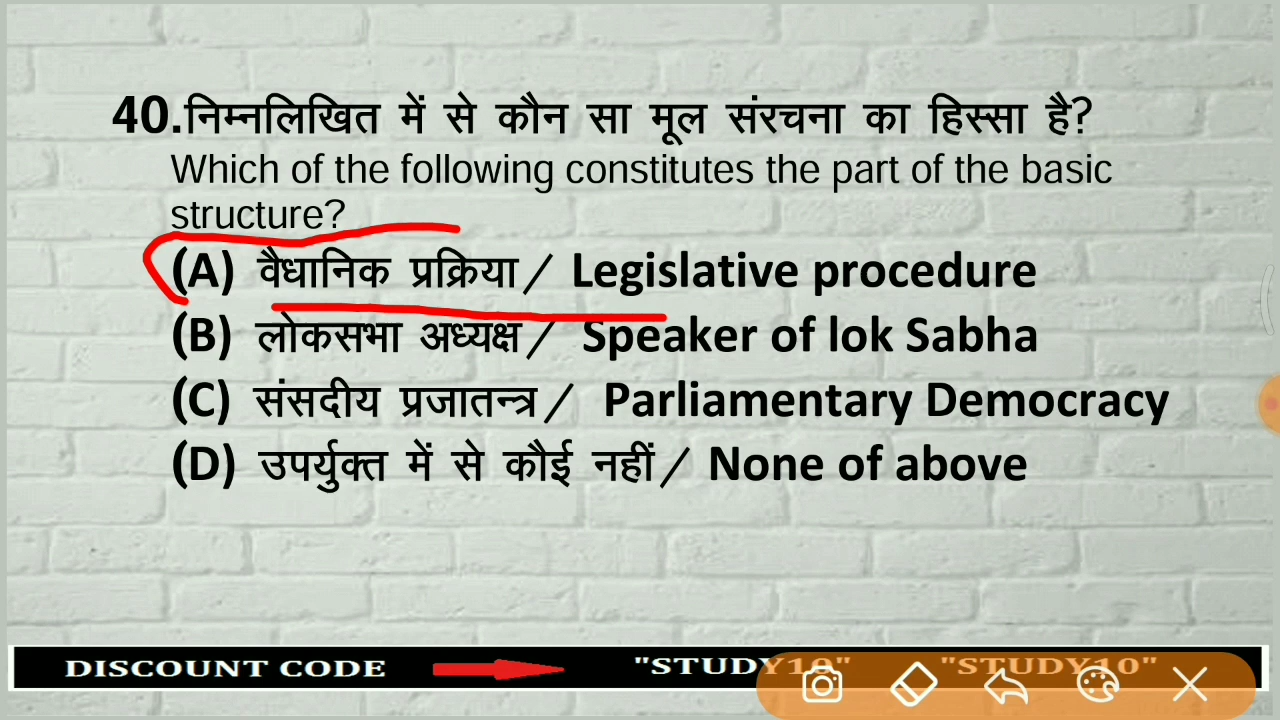 40.निम्नलिखित में से कौन सा मूल संरचना का हिस्सा है?
Which of the following constitutes the part of the basic
structure?
(A) वैधानिक प्रक्रिया/ Legislative procedure
(B) लोकसभा अध्यक्ष/ Speaker of lok Sabha
(C) संसदीय प्रजातन्त्र/ Parliamentary Democracy
(D) उपर्युक्त में से कौई नहीं/ None of above
DISCOUNT CODE "STUDY10" "STUDY10"